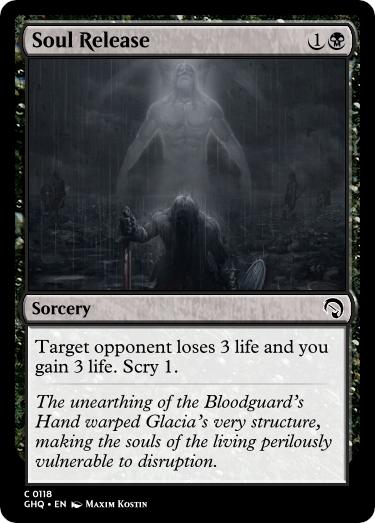 Soul Release 1
Sorcery
Target opponent loses 3 life and you
gain 3 life. Scry 1.
The unearthing of the Bloodguard's
Hand warped Glacia's very structure,
making the souls of the living perilously
vulnerable to disruption.
C 0118
GHQ • EN Maxim Kostin